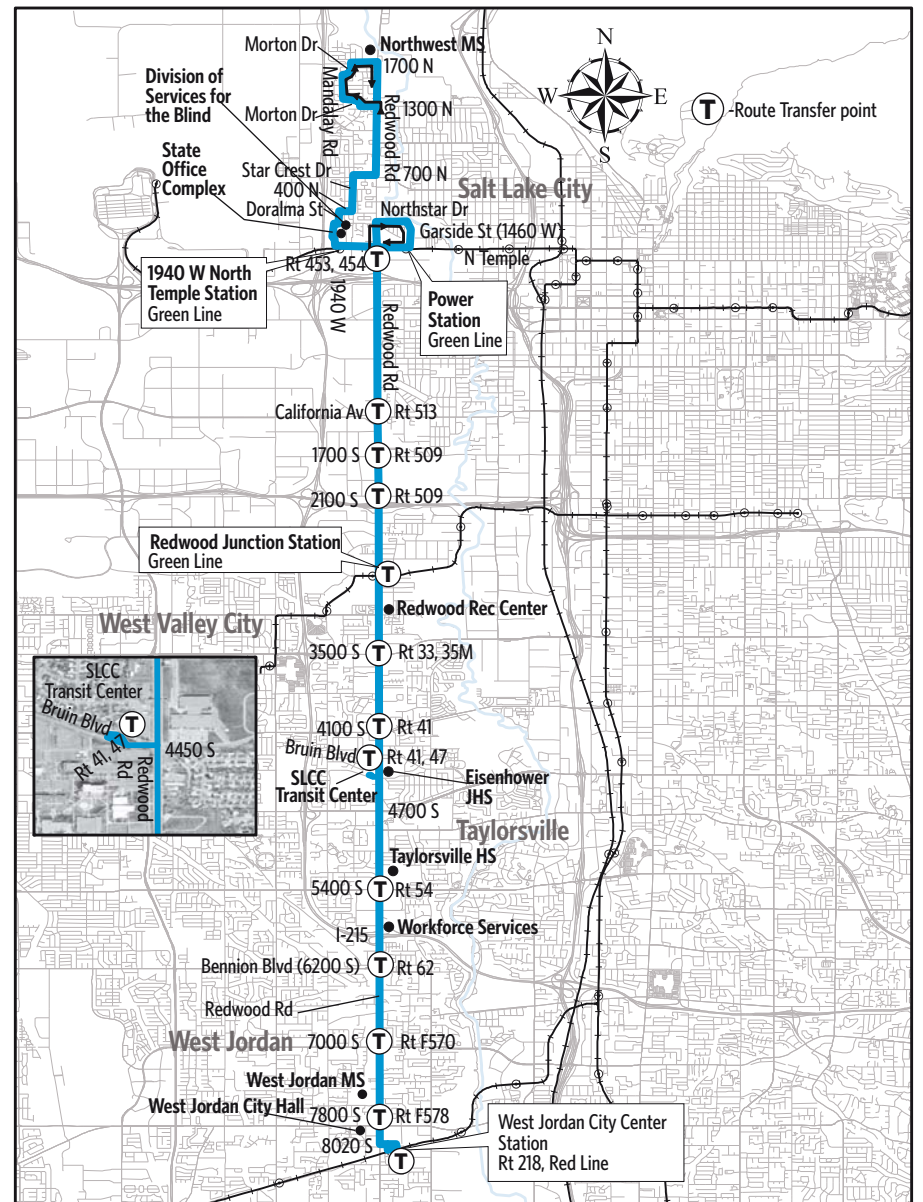 Morton Dr
Northwest MS
1700 N
Division of
Services for
the Blind
Mandalay Rd
Redwood Rd
Morton Dr
1300 N
N
W
E
S
T
-Route Transfer point
State
Office
Complex
Star Crest Dr
400 N
700 N
Salt Lake City
Doralma St
Northstar Dr
Garside St (1460 W)
N Temple
Rt 453, 454
T
1940 W North
Temple Station
Green Line
1940 W
Redwood Rd
Power
Station
Green Line
California Av
T
Rt 513
1700 S
T
Rt 509
2100 S
T
Rt 509
Redwood Junction Station
Green Line
T
Redwood Rec Center
West Valley City
3500 S
T
Rt 33, 35M
SLCC
Transit Center
Bruin Blvd
T
Rt 41, 47
4450 S
Redwood
Rd
4100 S
T
Rt 41
Bruin Blvd
T
Rt 41, 47
SLCC
Transit Center
Eisenhower
JHS
4700 S
Taylorsville
Taylorsville HS
5400 S
T
Rt 54
I-215
Workforce Services
Bennion Blvd (6200 S)
T
Rt 62
Redwood Rd
West Jordan
7000 S
T
Rt F570
West Jordan MS
West Jordan City Hall
7800 S
T
Rt F578
8020 S
T
West Jordan City Center
Station
Rt 218, Red Line